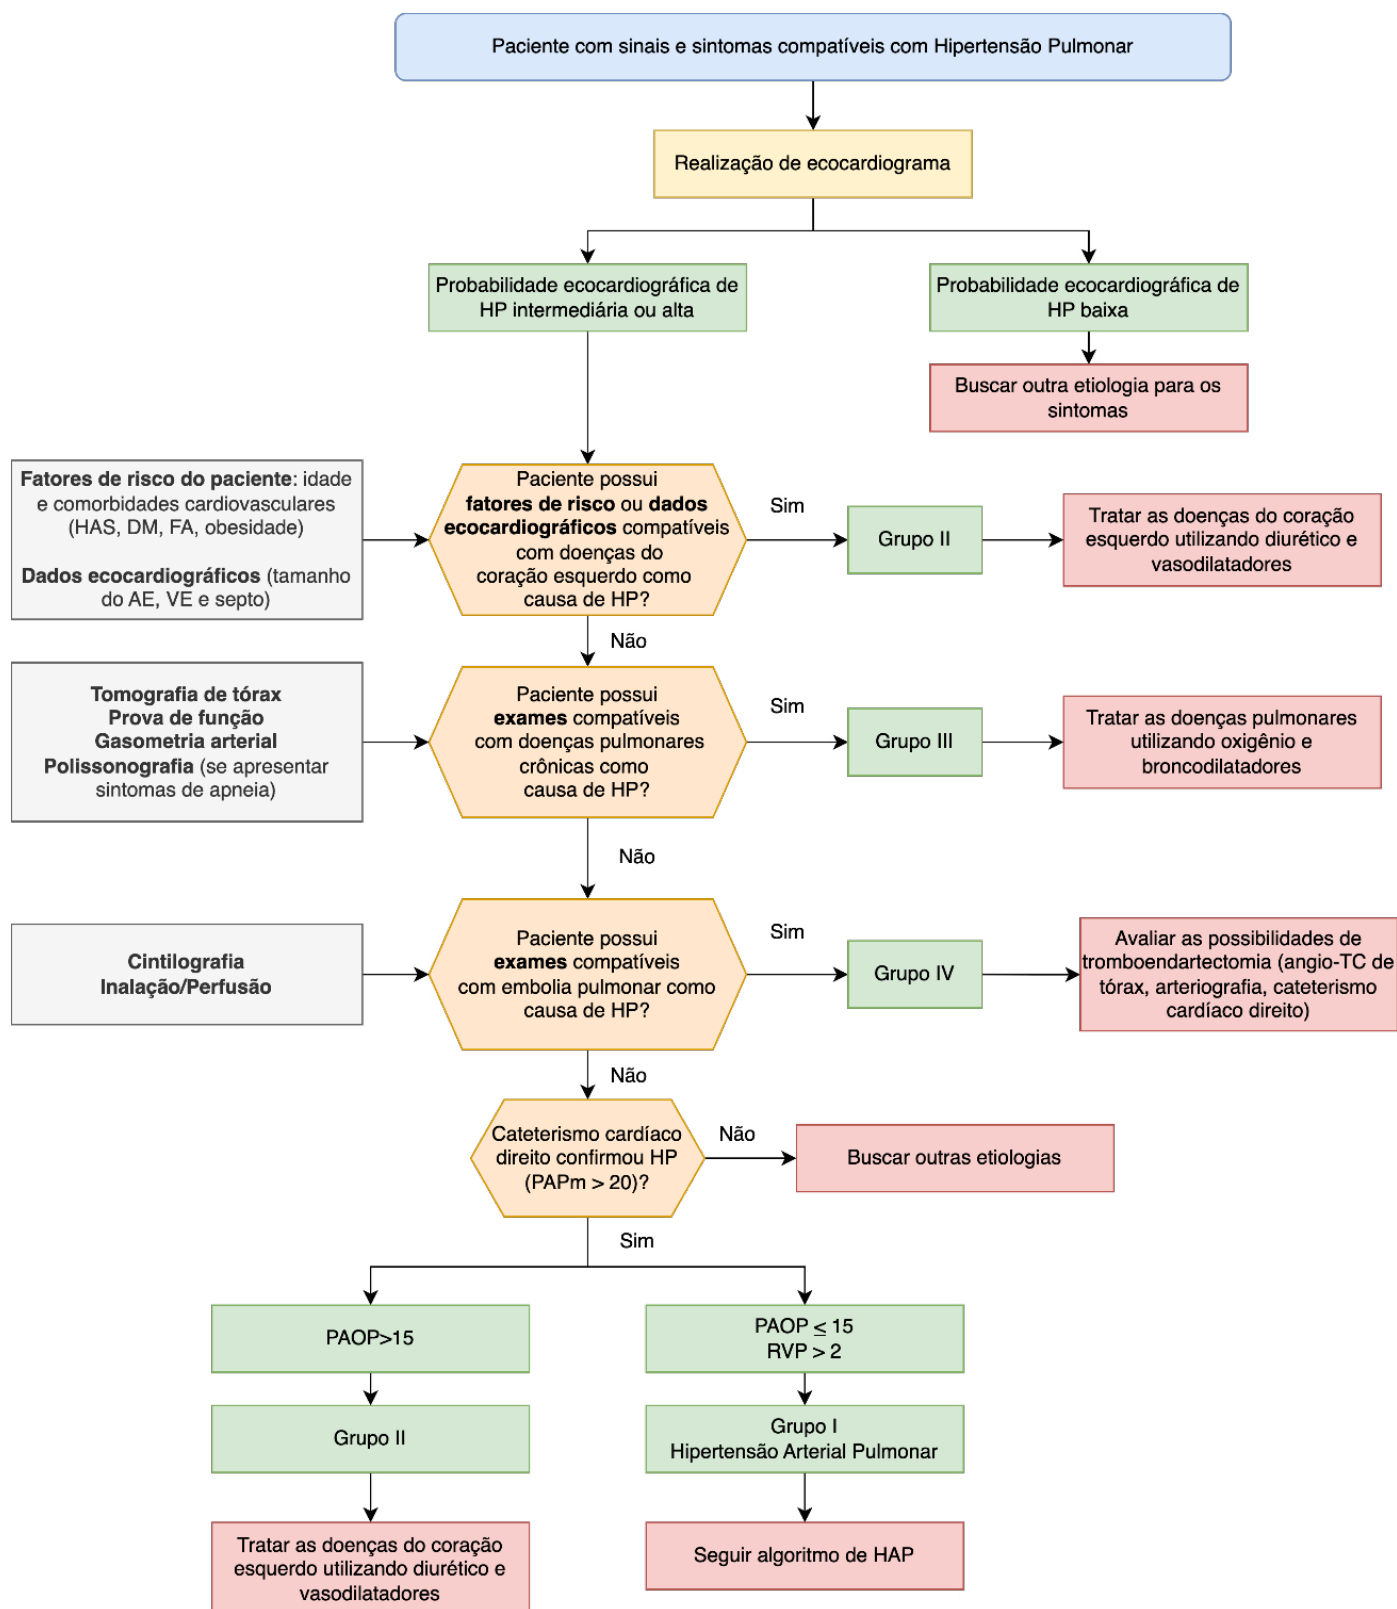 Paciente com sinais e sintomas compatíveis com Hipertensão Pulmonar
Realização de ecocardiograma
Probabilidade ecocardiográfica de
HP intermediária ou alta
Probabilidade ecocardiográfica de
HP baixa
Buscar outra etiologia para os
sintomas
Fatores de risco do paciente: idade
e comorbidades cardiovasculares
(HAS, DM, FA, obesidade)
Dados ecocardiográficos (tamanho
do AE, VE e septo)
Paciente possui
fatores de risco ou dados
ecocardiográficos compatíveis
com doenças do
coração esquerdo como
causa de HP?
Sim
Grupo II
Tratar as doenças do coração
esquerdo utilizando diurético e
vasodilatadores
Não
Tomografia de tórax
Prova de função
Gasometria arterial
Polissonografia (se apresentar
sintomas de apneia)
Paciente possui
exames compatíveis
com doenças pulmonares
crônicas como
causa de HP?
Sim
Grupo III
Tratar as doenças pulmonares
utilizando oxigênio e
broncodilatadores
Não
Cintilografia
Inalação/Perfusão
Paciente possui
exames compatíveis
com embolia pulmonar como
causa de HP?
Sim
Grupo IV
Avaliar as possibilidades de
tromboendartectomia (angio-TC de
tórax, arteriografia, cateterismo
cardíaco direito)
Não
Cateterismo cardíaco
direito confirmou HP
(PAPm > 20)?
Não
Buscar outras etiologias
Sim
PAOP>15
PAOP ≤ 15
RVP > 2
Grupo II
Grupo I
Hipertensão Arterial Pulmonar
Tratar as doenças do coração
esquerdo utilizando diurético e
vasodilatadores
Seguir algoritmo de HAP